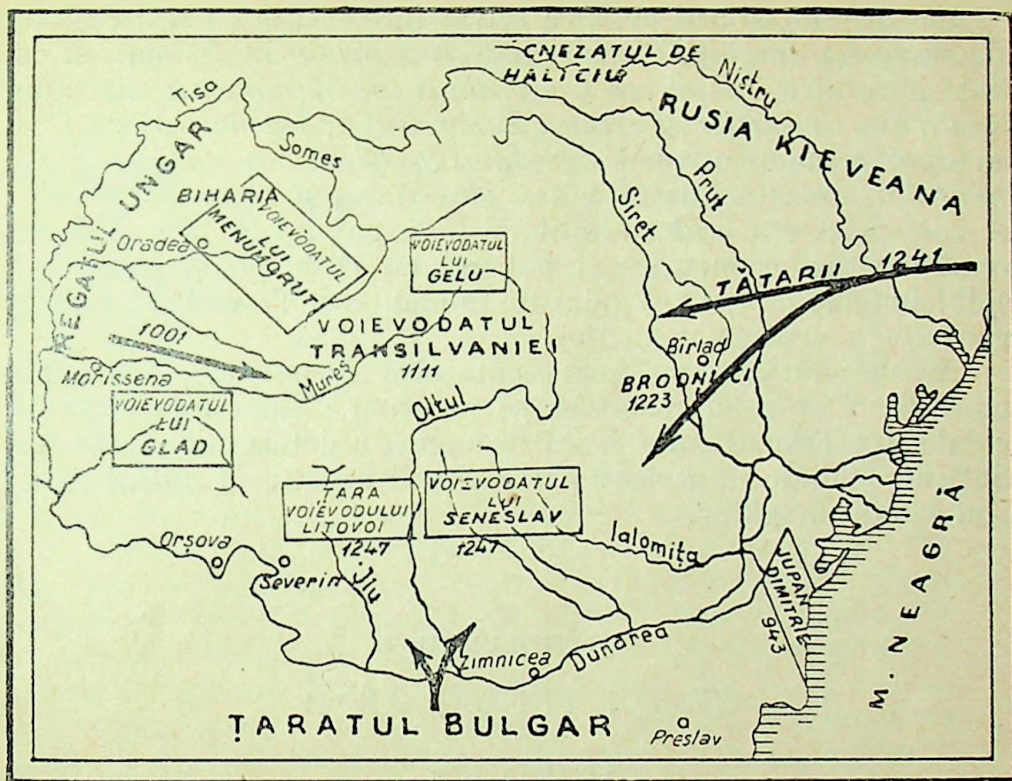 CNEZATUL DE
HALICIU
Nistru
RUSIA KIEVEANA
Tisa
Someș
REGATUL UNGAR
BIHARIA
VOIEVODATUL
LUI
MENUMORUT
Oradea
VOIEVODATUL
LUI
GELU
Siret
Prut
TĂTARII 1241
VOIEVODATUL
TRANSILVANIEI
1111
1001
Mureș
Morissena
Bîrlad
BRODNICI
1223
Oltul
VOIEVODATUL
LUI
GLAD
ȚARA
VOIEVODULUI
LITOVOI
1247
VOIEVODATUL
LUI
SENESLAV
1247
Ialomița
JUPAN
DIMITRIE
943
M. NEAGRĂ
Orșova
Severin
Jiu
Zimnicea
Dunărea
ȚARATUL BULGAR
Preslav